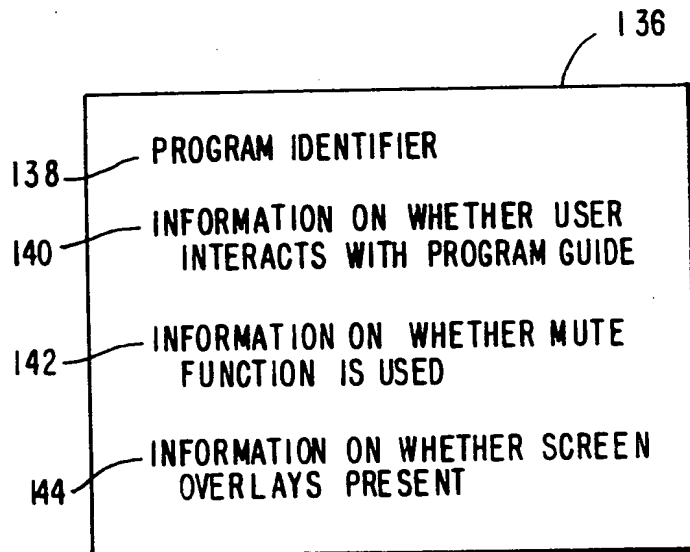 136
138 PROGRAM IDENTIFIER
INFORMATION ON WHETHER USER
140 INTERACTS WITH PROGRAM GUIDE
INFORMATION ON WHETHER MUTE
142 FUNCTION IS USED
INFORMATION ON WHETHER SCREEN
144 OVERLAYS PRESENT